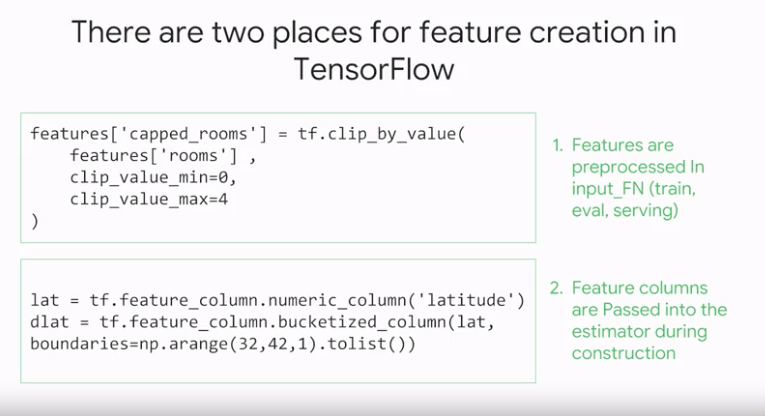 There are two places for feature creation in
TensorFlow
features['capped_rooms'] = tf.clip_by_value(
    features['rooms'] ,
    clip_value_min=0,
    clip_value_max=4
)
1. Features are
preprocessed In
input_FN (train,
eval, serving)
lat = tf.feature_column.numeric_column('latitude')
dlat = tf.feature_column.bucketized_column(lat,
boundaries=np.arange(32,42,1).tolist())
2. Feature columns
are Passed into the
estimator during
construction